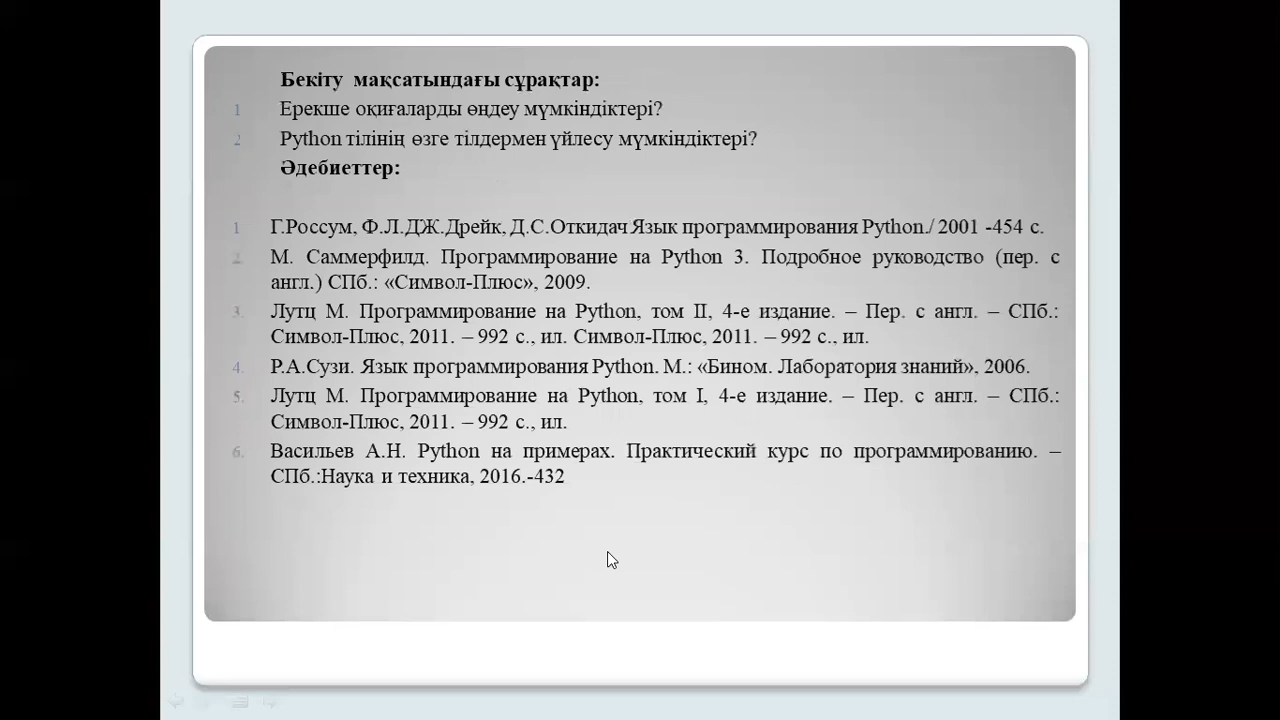 Бекіту мақсатындағы сұрақтар:
1 Ерекше оқиғаларды өңдеу мүмкіндіктері?
2 Python тілінің өзге тілдермен үйлесу мүмкіндіктері?
Әдебиеттер:
1 Г.Россум, Ф.Л.ДЖ.Дрейк, Д.С.Откидач Язык программирования Python./ 2001 -454 с.
2. М. Саммерфилд. Программирование на Python 3. Подробное руководство (пер. с
англ.) СПб.: «Символ-Плюс», 2009.
3. Лутц М. Программирование на Python, том II, 4-е издание. – Пер. с англ. – СПб.:
Символ-Плюс, 2011. – 992 с., ил. Символ-Плюс, 2011. – 992 с., ил.
4. Р.А.Сузи. Язык программирования Python. М.: «Бином. Лаборатория знаний», 2006.
5. Лутц М. Программирование на Python, том I, 4-е издание. – Пер. с англ. – СПб.:
Символ-Плюс, 2011. – 992 с., ил.
6. Васильев А.Н. Python на примерах. Практический курс по программированию. –
СПб.:Наука и техника, 2016.-432